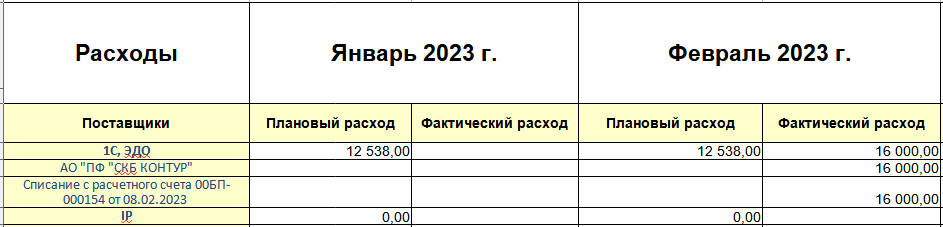 Расходы Январь 2023 г. Февраль 2023 г.
Поставщики Плановый расход Фактический расход Плановый расход Фактический расход
1С, ЭДО 12 538,00 12 538,00 16 000,00
АО "ПФ "СКБ КОНТУР" 16 000,00
Списание с расчетного счета 00БП-
000154 от 08.02.2023 16 000,00
IP 0,00 0,00